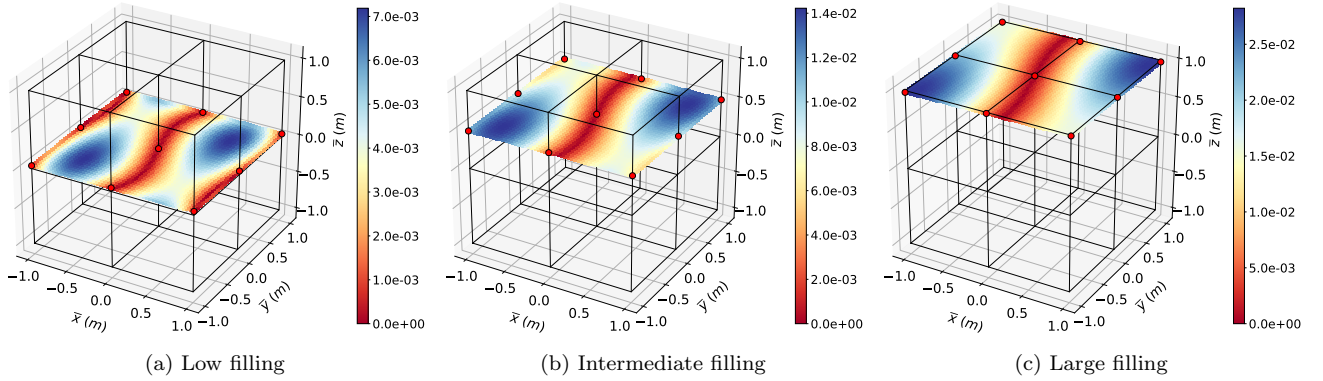 7.0e-03
6.0e-03
5.0e-03
4.0e-03
3.0e-03
2.0e-03
1.0e-03
0.0e+00
1.0
0.5
0.0
−0.5
−1.0
z̅ (m)
−1.0
−0.5
0.0
0.5
1.0
x̅ (m)
1.0
0.5
0.0
−0.5
−1.0
y̅ (m)
(a) Low filling
1.4e-02
1.2e-02
1.0e-02
8.0e-03
6.0e-03
4.0e-03
2.0e-03
0.0e+00
1.0
0.5
0.0
−0.5
−1.0
z̅ (m)
−1.0
−0.5
0.0
0.5
1.0
x̅ (m)
1.0
0.5
0.0
−0.5
−1.0
y̅ (m)
(b) Intermediate filling
2.5e-02
2.0e-02
1.5e-02
1.0e-02
5.0e-03
0.0e+00
1.0
0.5
0.0
−0.5
−1.0
z̅ (m)
−1.0
−0.5
0.0
0.5
1.0
x̅ (m)
1.0
0.5
0.0
−0.5
−1.0
y̅ (m)
(c) Large filling